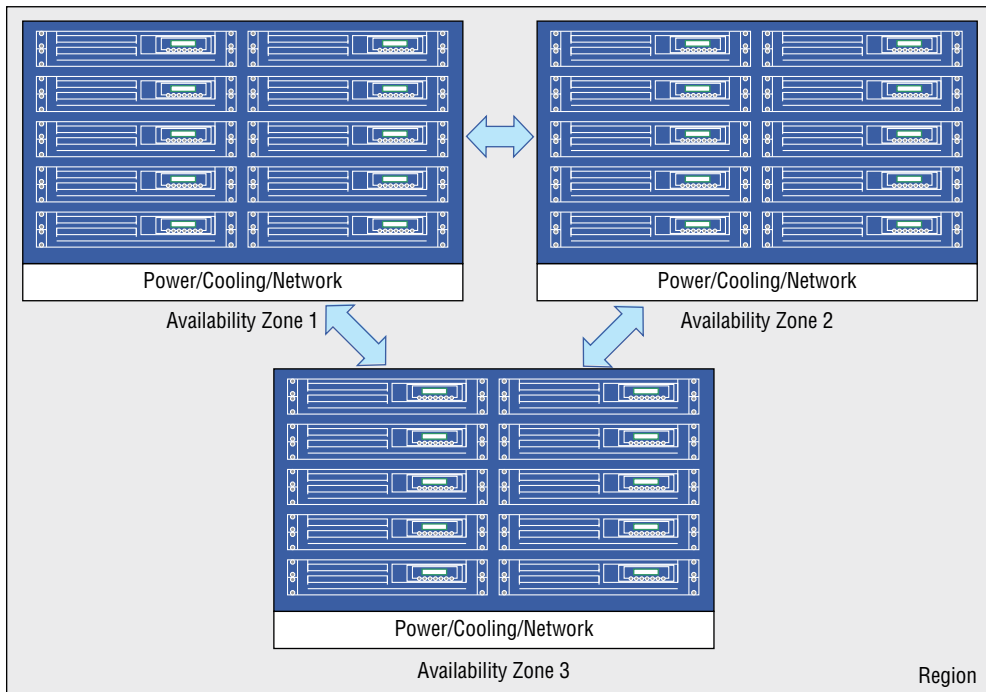 Power/Cooling/Network
Power/Cooling/Network
Availability Zone 1
Availability Zone 2
Power/Cooling/Network
Availability Zone 3
Region